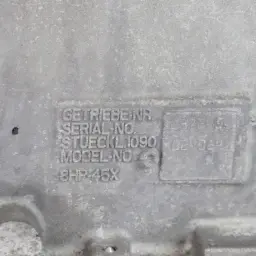 GETRIEBE-NR.
SERIAL-NO.
STUECKL.1090
MODEL-NO.
8HP45X